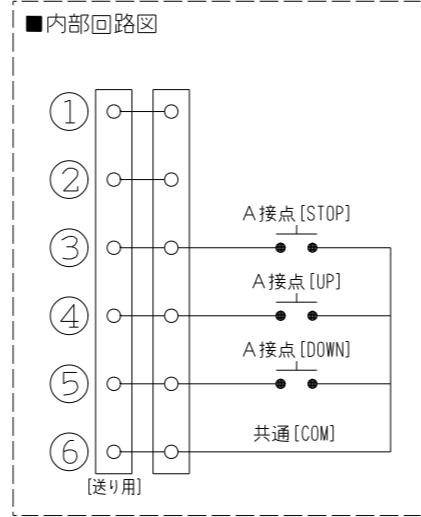 ■内部回路図
①
②
③ A接点[STOP]
④ A接点[UP]
⑤ A接点[DOWN]
⑥ 共通[COM]
[送り用]